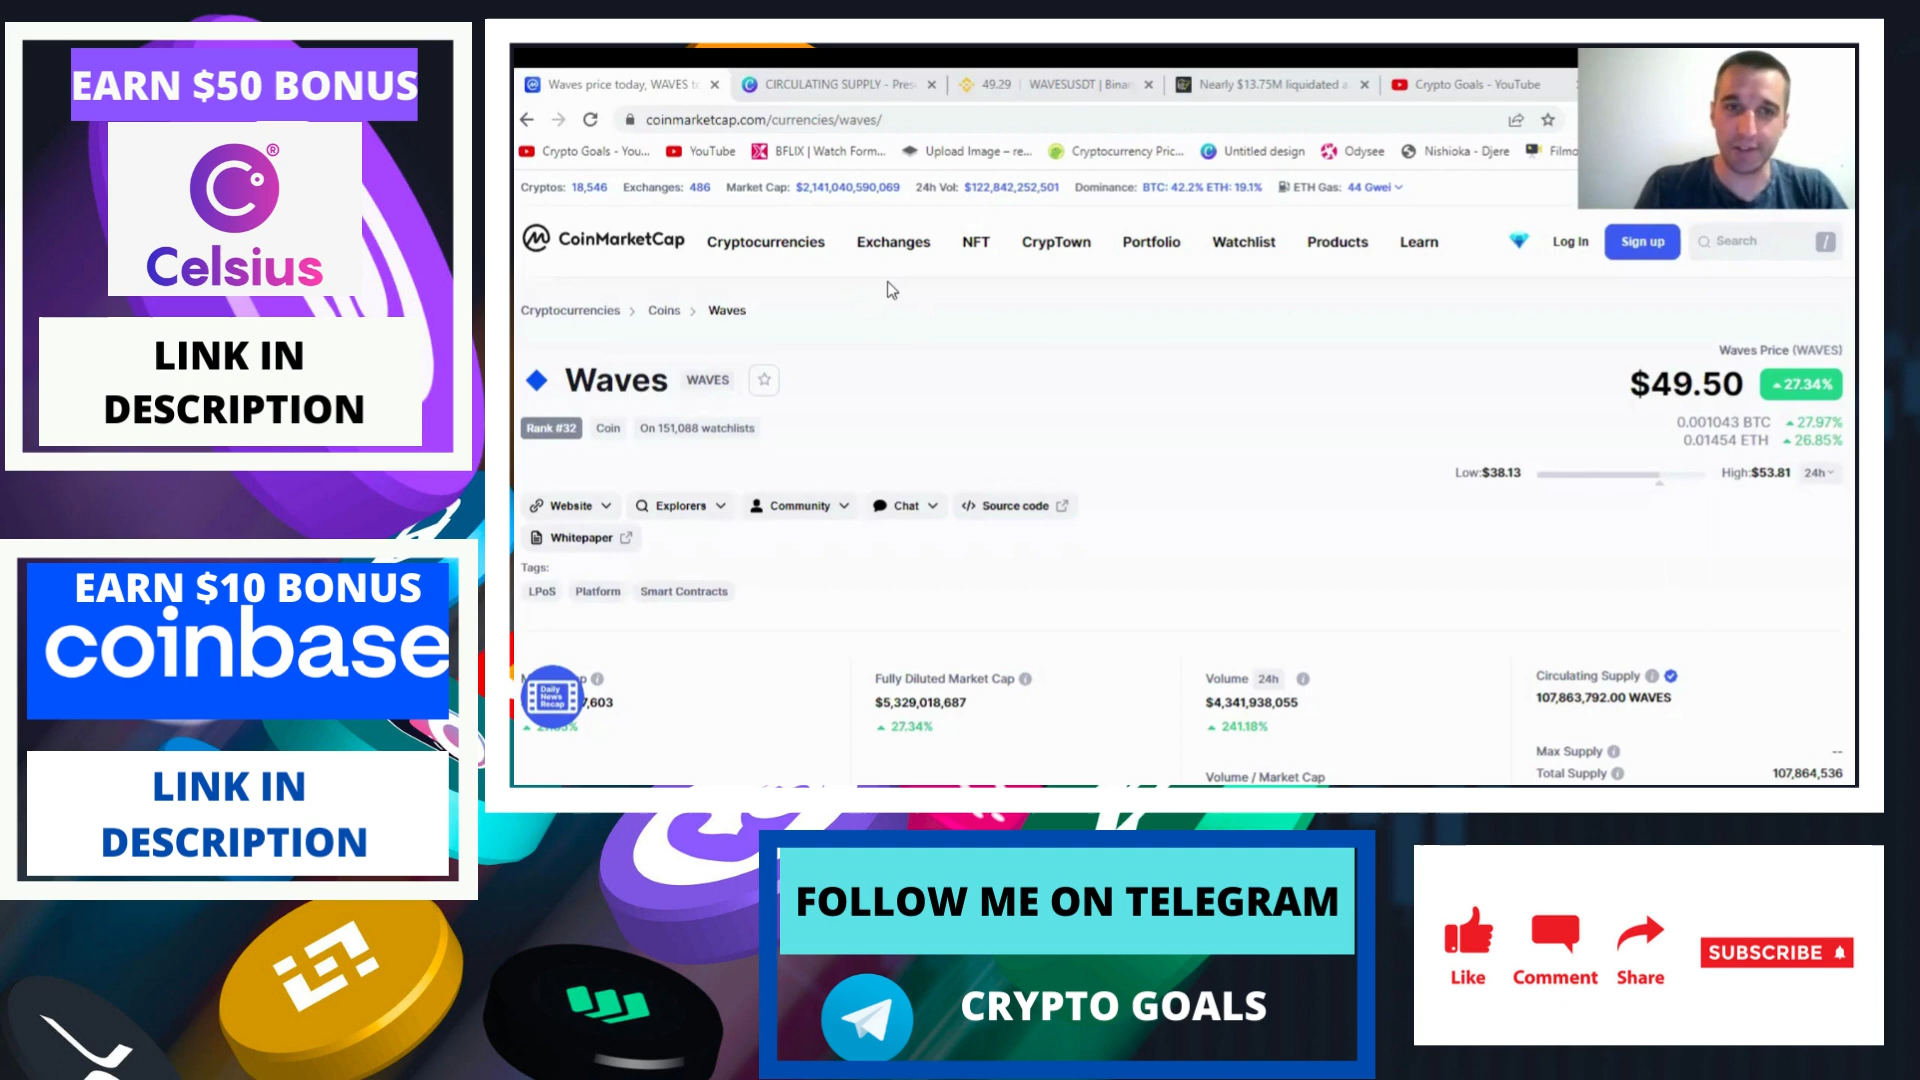 EARN $50 BONUS
Celsius®
LINK IN
DESCRIPTION
EARN $10 BONUS
coinbase
LINK IN
DESCRIPTION
Waves price today, WAVES to
CIRCULATING SUPPLY - Pres
49.29 | WAVESUSDT | Binan
Nearly $13.75M liquidated a
Crypto Goals - YouTube
coinmarketcap.com/currencies/waves/
Crypto Goals - You...
YouTube
BFLIX | Watch Form...
Upload Image – re...
Cryptocurrency Pric...
Untitled design
Odysee
Nishioka - Djere
Filmo
Cryptos: 18,546 Exchanges: 486 Market Cap: $2,141,040,590,069 24h Vol: $122,842,252,501 Dominance: BTC: 42.2% ETH: 19.1% ETH Gas: 44 Gwei
CoinMarketCap
Cryptocurrencies Exchanges NFT CrypTown Portfolio Watchlist Products Learn
Log In
Sign up
Search /
Cryptocurrencies > Coins > Waves
Waves WAVES
Waves Price (WAVES)
$49.50 27.34%
0.001043 BTC 27.97%
0.01454 ETH 26.85%
Low:$38.13 High:$53.81 24h
Rank #32 Coin On 151,088 watchlists
Website Explorers Community Chat </> Source code
Whitepaper
Tags:
LPoS Platform Smart Contracts
Daily
News
Recap
7,603
Fully Diluted Market Cap
$5,329,018,687
27.34%
Volume 24h
$4,341,938,055
241.18%
Volume / Market Cap
Circulating Supply
107,863,792.00 WAVES
Max Supply --
Total Supply 107,864,536
FOLLOW ME ON TELEGRAM
CRYPTO GOALS
Like
Comment
Share
SUBSCRIBE